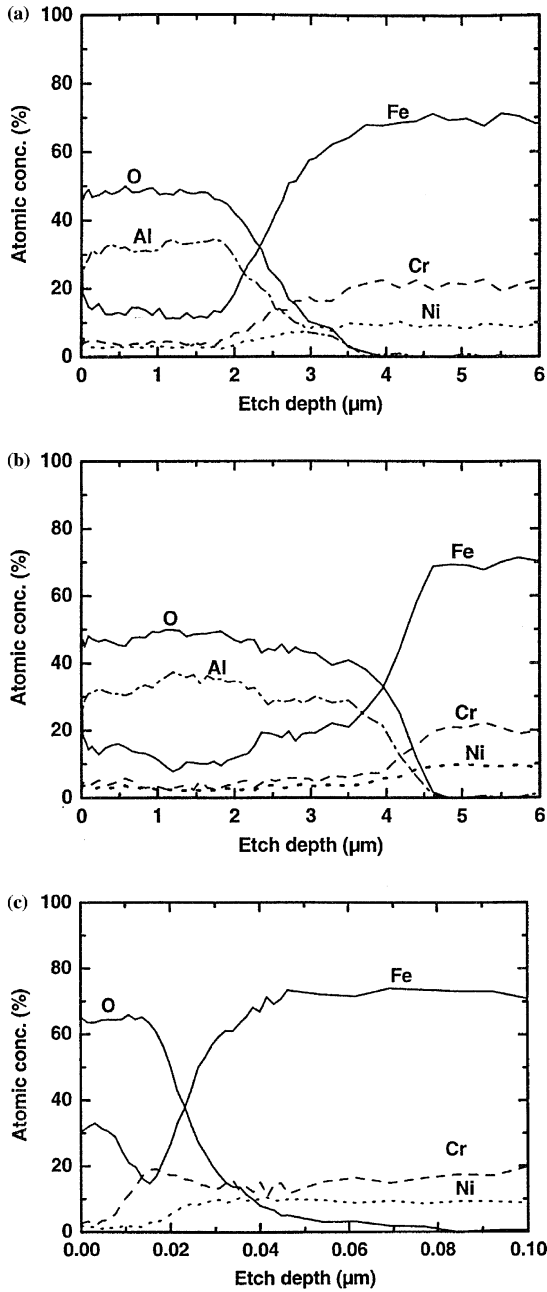 (a)
100
80
60
40
20
0
Atomic conc. (%)
O
Al
Fe
Cr
Ni
0 1 2 3 4 5 6
Etch depth (µm)
(b)
100
80
60
40
20
0
Atomic conc. (%)
O
Al
Fe
Cr
Ni
0 1 2 3 4 5 6
Etch depth (µm)
(c)
100
80
60
40
20
0
Atomic conc. (%)
O
Fe
Cr
Ni
0.00 0.02 0.04 0.06 0.08 0.10
Etch depth (µm)